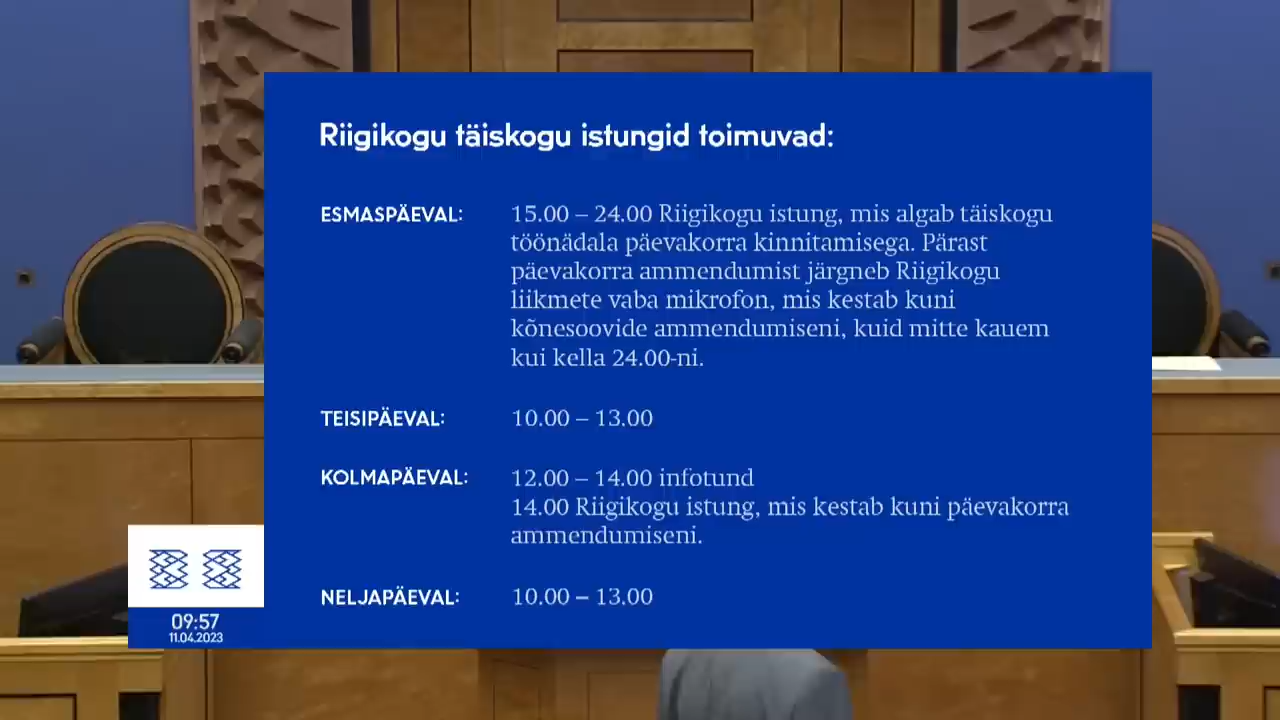 Riigikogu täiskogu istungid toimuvad:
ESMASPÄEVAL: 15.00 – 24.00 Riigikogu istung, mis algab täiskogu
töönädala päevakorra kinnitamisega. Pärast
päevakorra ammendumist järgneb Riigikogu
liikmete vaba mikrofon, mis kestab kuni
kõnesoovide ammendumiseni, kuid mitte kauem
kui kella 24.00-ni.
TEISIPÄEVAL: 10.00 – 13.00
KOLMAPÄEVAL: 12.00 – 14.00 infotund
14.00 Riigikogu istung, mis kestab kuni päevakorra
ammendumiseni.
NELJAPÄEVAL: 10.00 – 13.00
09:57
11.04.2023